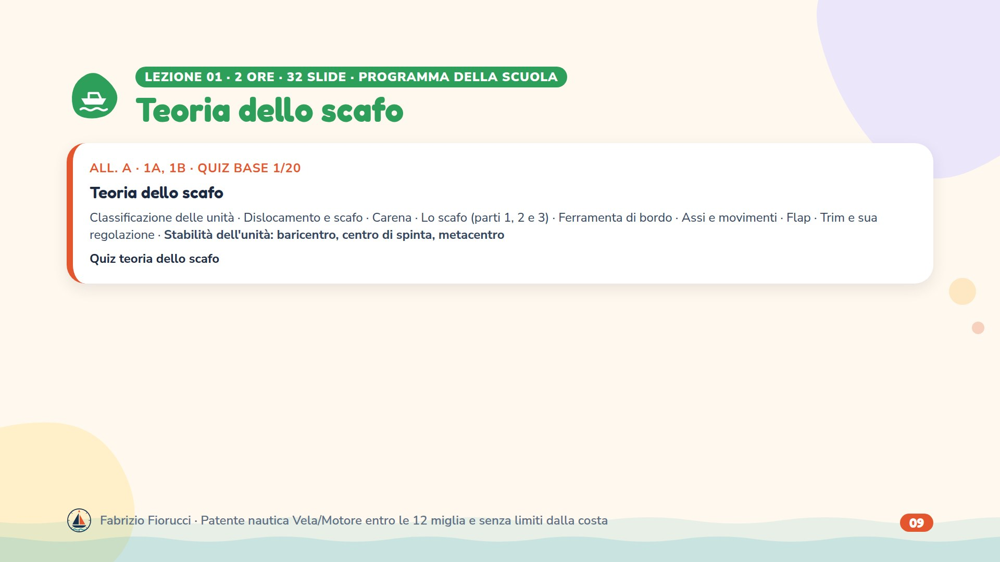 LEZIONE 01 · 2 ORE · 32 SLIDE · PROGRAMMA DELLA SCUOLA
Teoria dello scafo
ALL. A · 1A, 1B · QUIZ BASE 1/20
Teoria dello scafo
Classificazione delle unità · Dislocamento e scafo · Carena · Lo scafo (parti 1, 2 e 3) · Ferramenta di bordo · Assi e movimenti · Flap · Trim e sua
regolazione · Stabilità dell'unità: baricentro, centro di spinta, metacentro
Quiz teoria dello scafo
Fabrizio Fiorucci · Patente nautica Vela/Motore entro le 12 miglia e senza limiti dalla costa
09